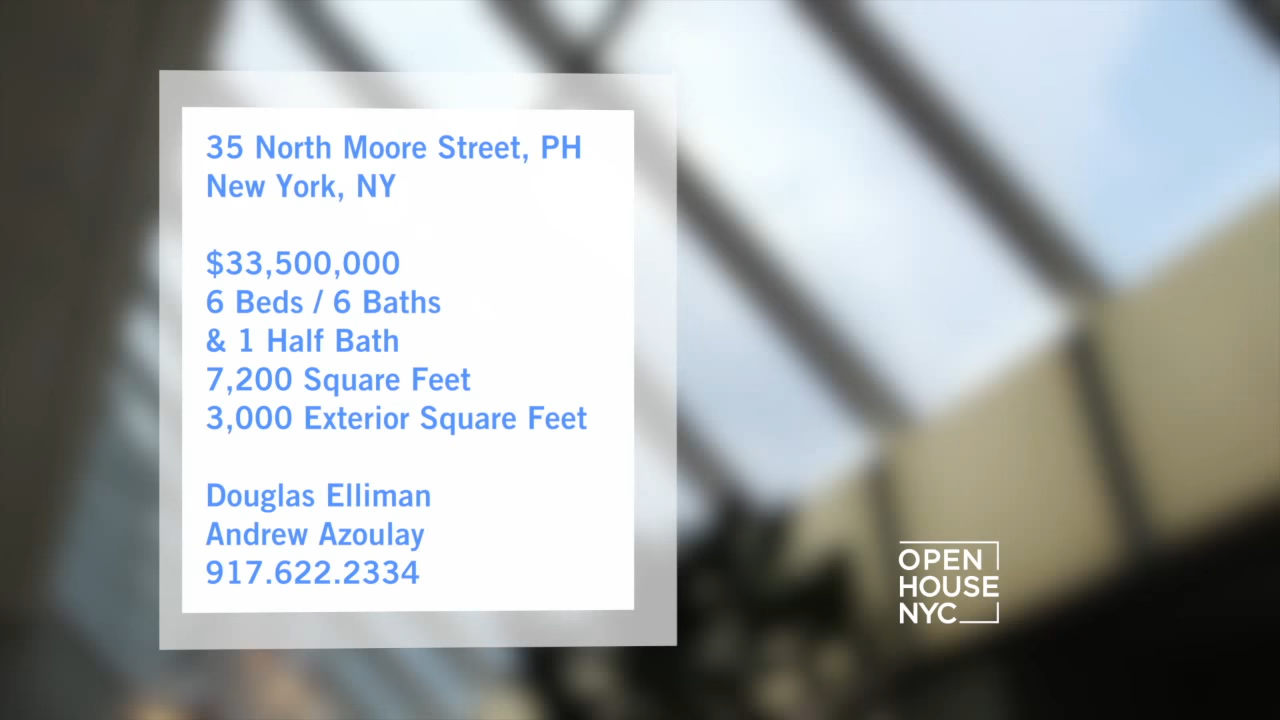 35 North Moore Street, PH
New York, NY
$33,500,000
6 Beds / 6 Baths
& 1 Half Bath
7,200 Square Feet
3,000 Exterior Square Feet
Douglas Elliman
Andrew Azoulay
917.622.2334
OPEN
HOUSE
NYC